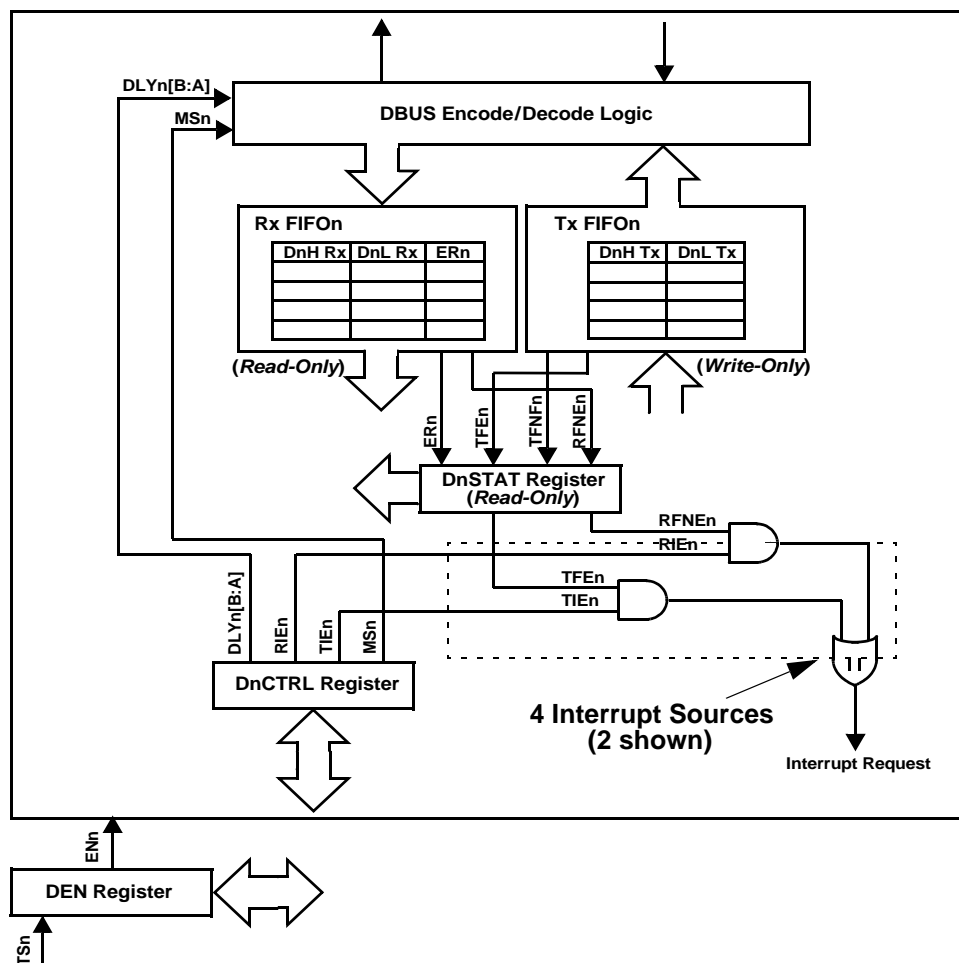 DLYn[B:A]
MSn
DBUS Encode/Decode Logic
Rx FIFOn
DnH Rx DnL Rx ERn
Tx FIFOn
DnH Tx DnL Tx
(Read-Only)
(Write-Only)
ERn
TFEn
TFNFn
RFNEn
DnSTAT Register
(Read-Only)
RFNEn
RIEn
TFEn
TIEn
DLYn[B:A]
RIEn
TIEn
MSn
DnCTRL Register
4 Interrupt Sources
(2 shown)
Interrupt Request
ENn
DEN Register
TSn